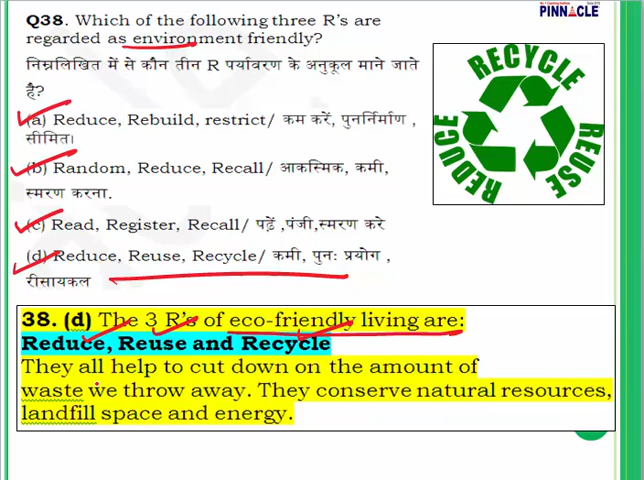 Q38. Which of the following three R's are
regarded as environment friendly?
निम्नलिखित में से कौन तीन R पर्यावरण के अनुकूल माने जाते
हैं?
(a) Reduce, Rebuild, restrict/ कम करें, पुनर्निर्माण ,
सीमित।
(b) Random, Reduce, Recall/ आकस्मिक, कमी,
स्मरण करना.
(c) Read, Register, Recall/ पढ़ें ,पंजी,स्मरण करे
(d) Reduce, Reuse, Recycle/ कमी, पुनः प्रयोग ,
रीसायकल
PINNACLE
RECYCLE
REDUCE
REUSE
38. (d) The 3 R's of eco-friendly living are:
Reduce, Reuse and Recycle
They all help to cut down on the amount of
waste we throw away. They conserve natural resources,
landfill space and energy.